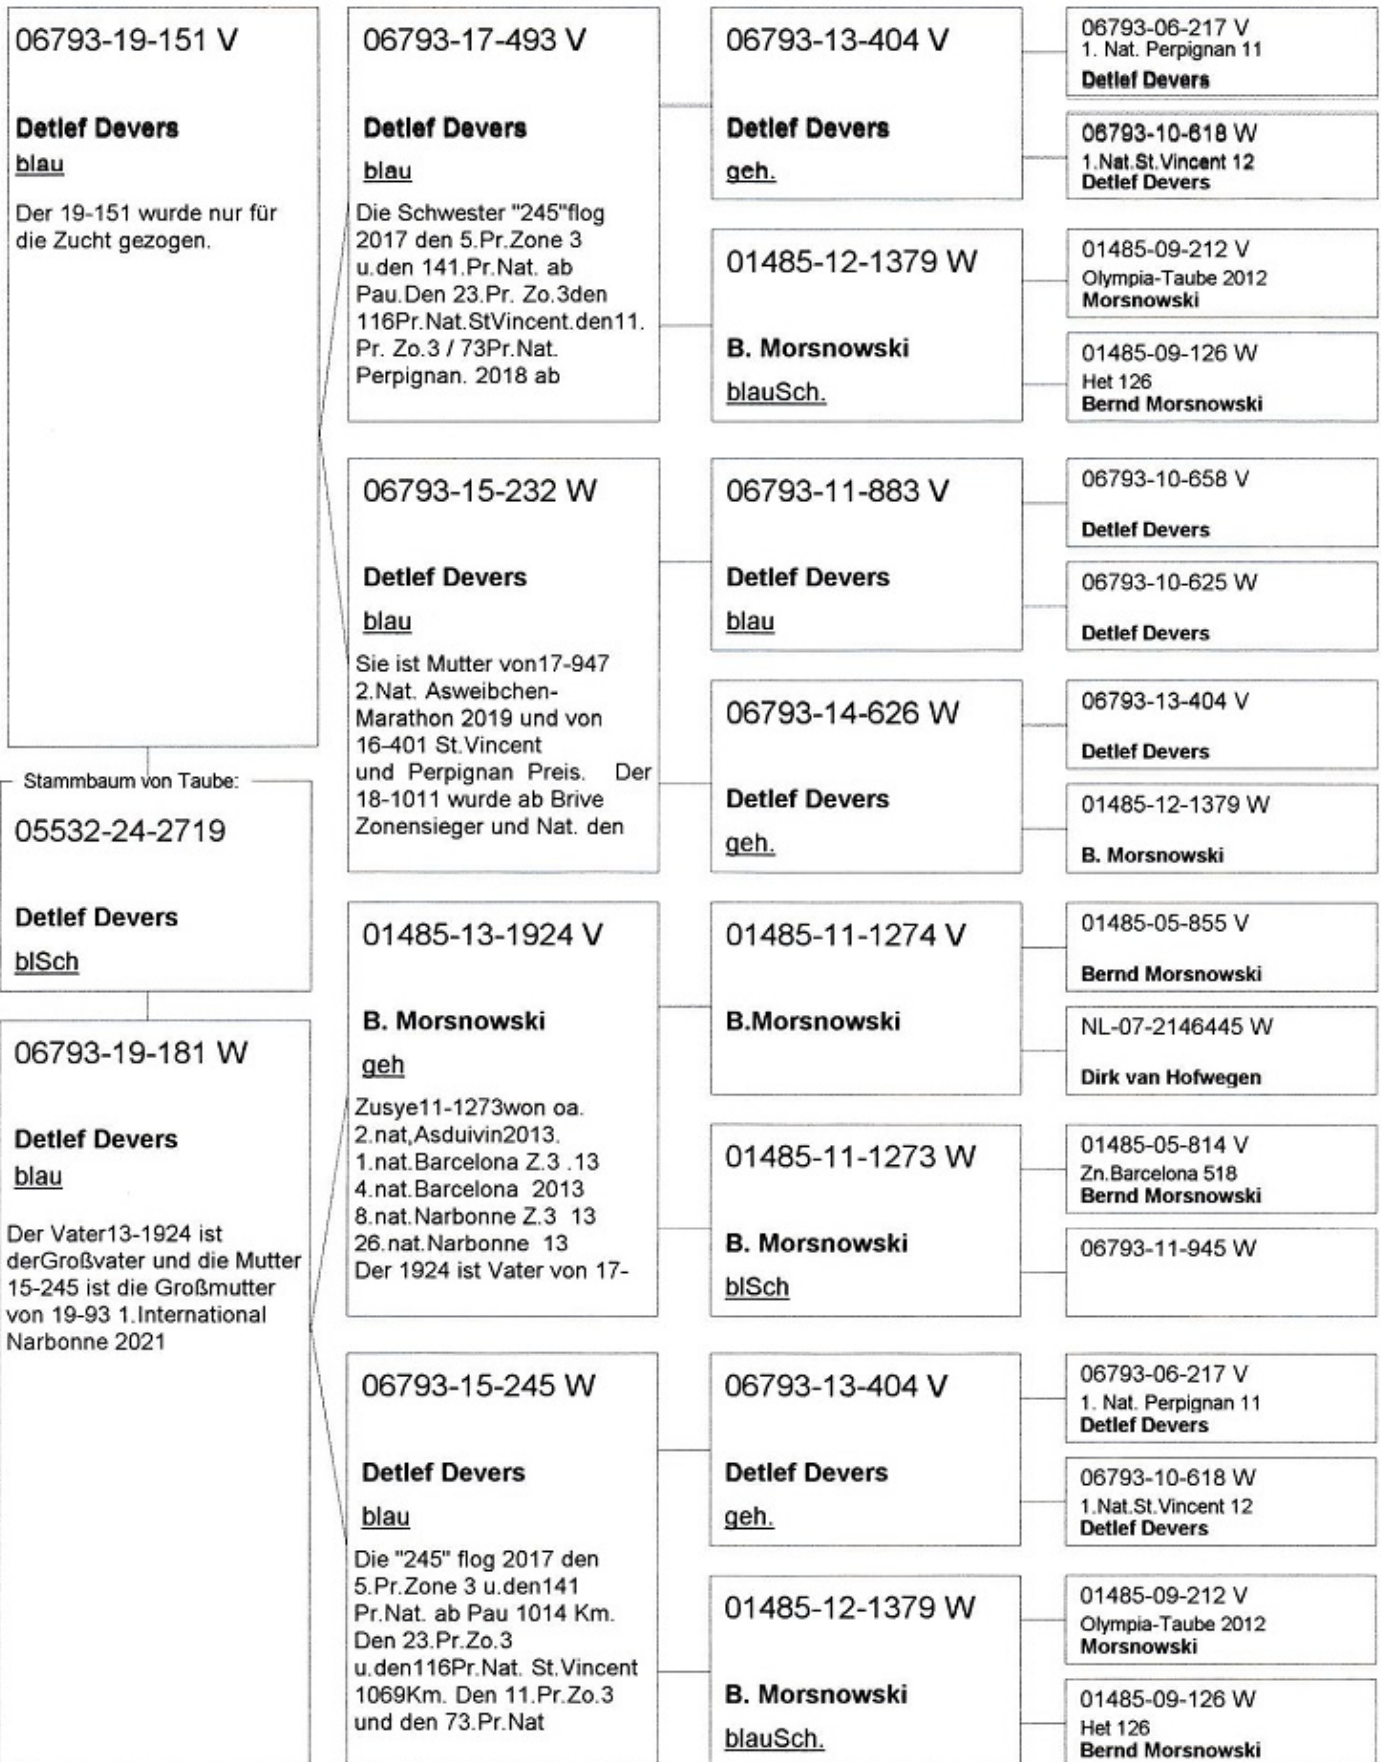 06793-19-151 V
Detlef Devers
blau
Der 19-151 wurde nur für
die Zucht gezogen.
Stammbaum von Taube:
05532-24-2719
Detlef Devers
blSch
06793-19-181 W
Detlef Devers
blau
Der Vater13-1924 ist
derGroßvater und die Mutter
15-245 ist die Großmutter
von 19-93 1.International
Narbonne 2021
06793-17-493 V
Detlef Devers
blau
Die Schwester "245"flog
2017 den 5.Pr.Zone 3
u.den 141.Pr.Nat. ab
Pau.Den 23.Pr. Zo.3den
116Pr.Nat.StVincent.den11.
Pr. Zo.3 / 73Pr.Nat.
Perpignan. 2018 ab
06793-15-232 W
Detlef Devers
blau
Sie ist Mutter von17-947
2.Nat. Asweibchen-
Marathon 2019 und von
16-401 St.Vincent
und Perpignan Preis. Der
18-1011 wurde ab Brive
Zonensieger und Nat. den
01485-13-1924 V
B. Morsnowski
geh
Zusye11-1273won oa.
2.nat,Asduivin2013.
1.nat.Barcelona Z.3 .13
4.nat.Barcelona 2013
8.nat.Narbonne Z.3 13
26.nat.Narbonne 13
Der 1924 ist Vater von 17-
06793-15-245 W
Detlef Devers
blau
Die "245" flog 2017 den
5.Pr.Zone 3 u.den141
Pr.Nat. ab Pau 1014 Km.
Den 23.Pr.Zo.3
u.den116Pr.Nat. St.Vincent
1069Km. Den 11.Pr.Zo.3
und den 73.Pr.Nat
06793-13-404 V
Detlef Devers
geh.
01485-12-1379 W
B. Morsnowski
blauSch.
06793-11-883 V
Detlef Devers
blau
06793-14-626 W
Detlef Devers
geh.
01485-11-1274 V
B.Morsnowski
01485-11-1273 W
B. Morsnowski
blSch
06793-13-404 V
Detlef Devers
geh.
01485-12-1379 W
B. Morsnowski
blauSch.
06793-06-217 V
1. Nat. Perpignan 11
Detlef Devers
06793-10-618 W
1.Nat.St.Vincent 12
Detlef Devers
01485-09-212 V
Olympia-Taube 2012
Morsnowski
01485-09-126 W
Het 126
Bernd Morsnowski
06793-10-658 V
Detlef Devers
06793-10-625 W
Detlef Devers
06793-13-404 V
Detlef Devers
01485-12-1379 W
B. Morsnowski
01485-05-855 V
Bernd Morsnowski
NL-07-2146445 W
Dirk van Hofwegen
01485-05-814 V
Zn.Barcelona 518
Bernd Morsnowski
06793-11-945 W
06793-06-217 V
1. Nat. Perpignan 11
Detlef Devers
06793-10-618 W
1.Nat.St.Vincent 12
Detlef Devers
01485-09-212 V
Olympia-Taube 2012
Morsnowski
01485-09-126 W
Het 126
Bernd Morsnowski